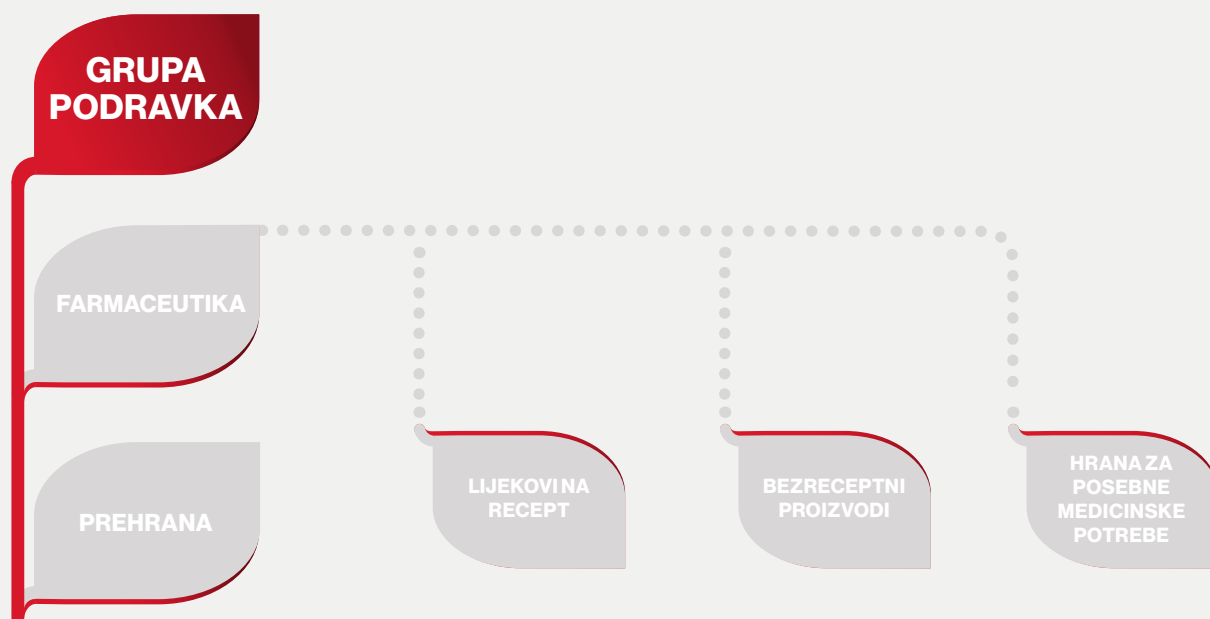 GRUPA
PODRAVKA
FARMACEUTIKA
PREHRANA
LIJEKOVI NA
RECEPT
BEZRECEPTNI
PROIZVODI
HRANA ZA
POSEBNE
MEDICINSKE
POTREBE